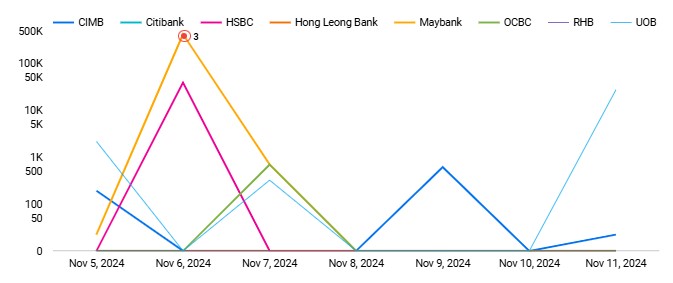 CIMB Citibank HSBC Hong Leong Bank Maybank OCBC RHB UOB
500K
3
100K
50K
10K
5K
1K
500
100
50
0
Nov 5, 2024 Nov 6, 2024 Nov 7, 2024 Nov 8, 2024 Nov 9, 2024 Nov 10, 2024 Nov 11, 2024